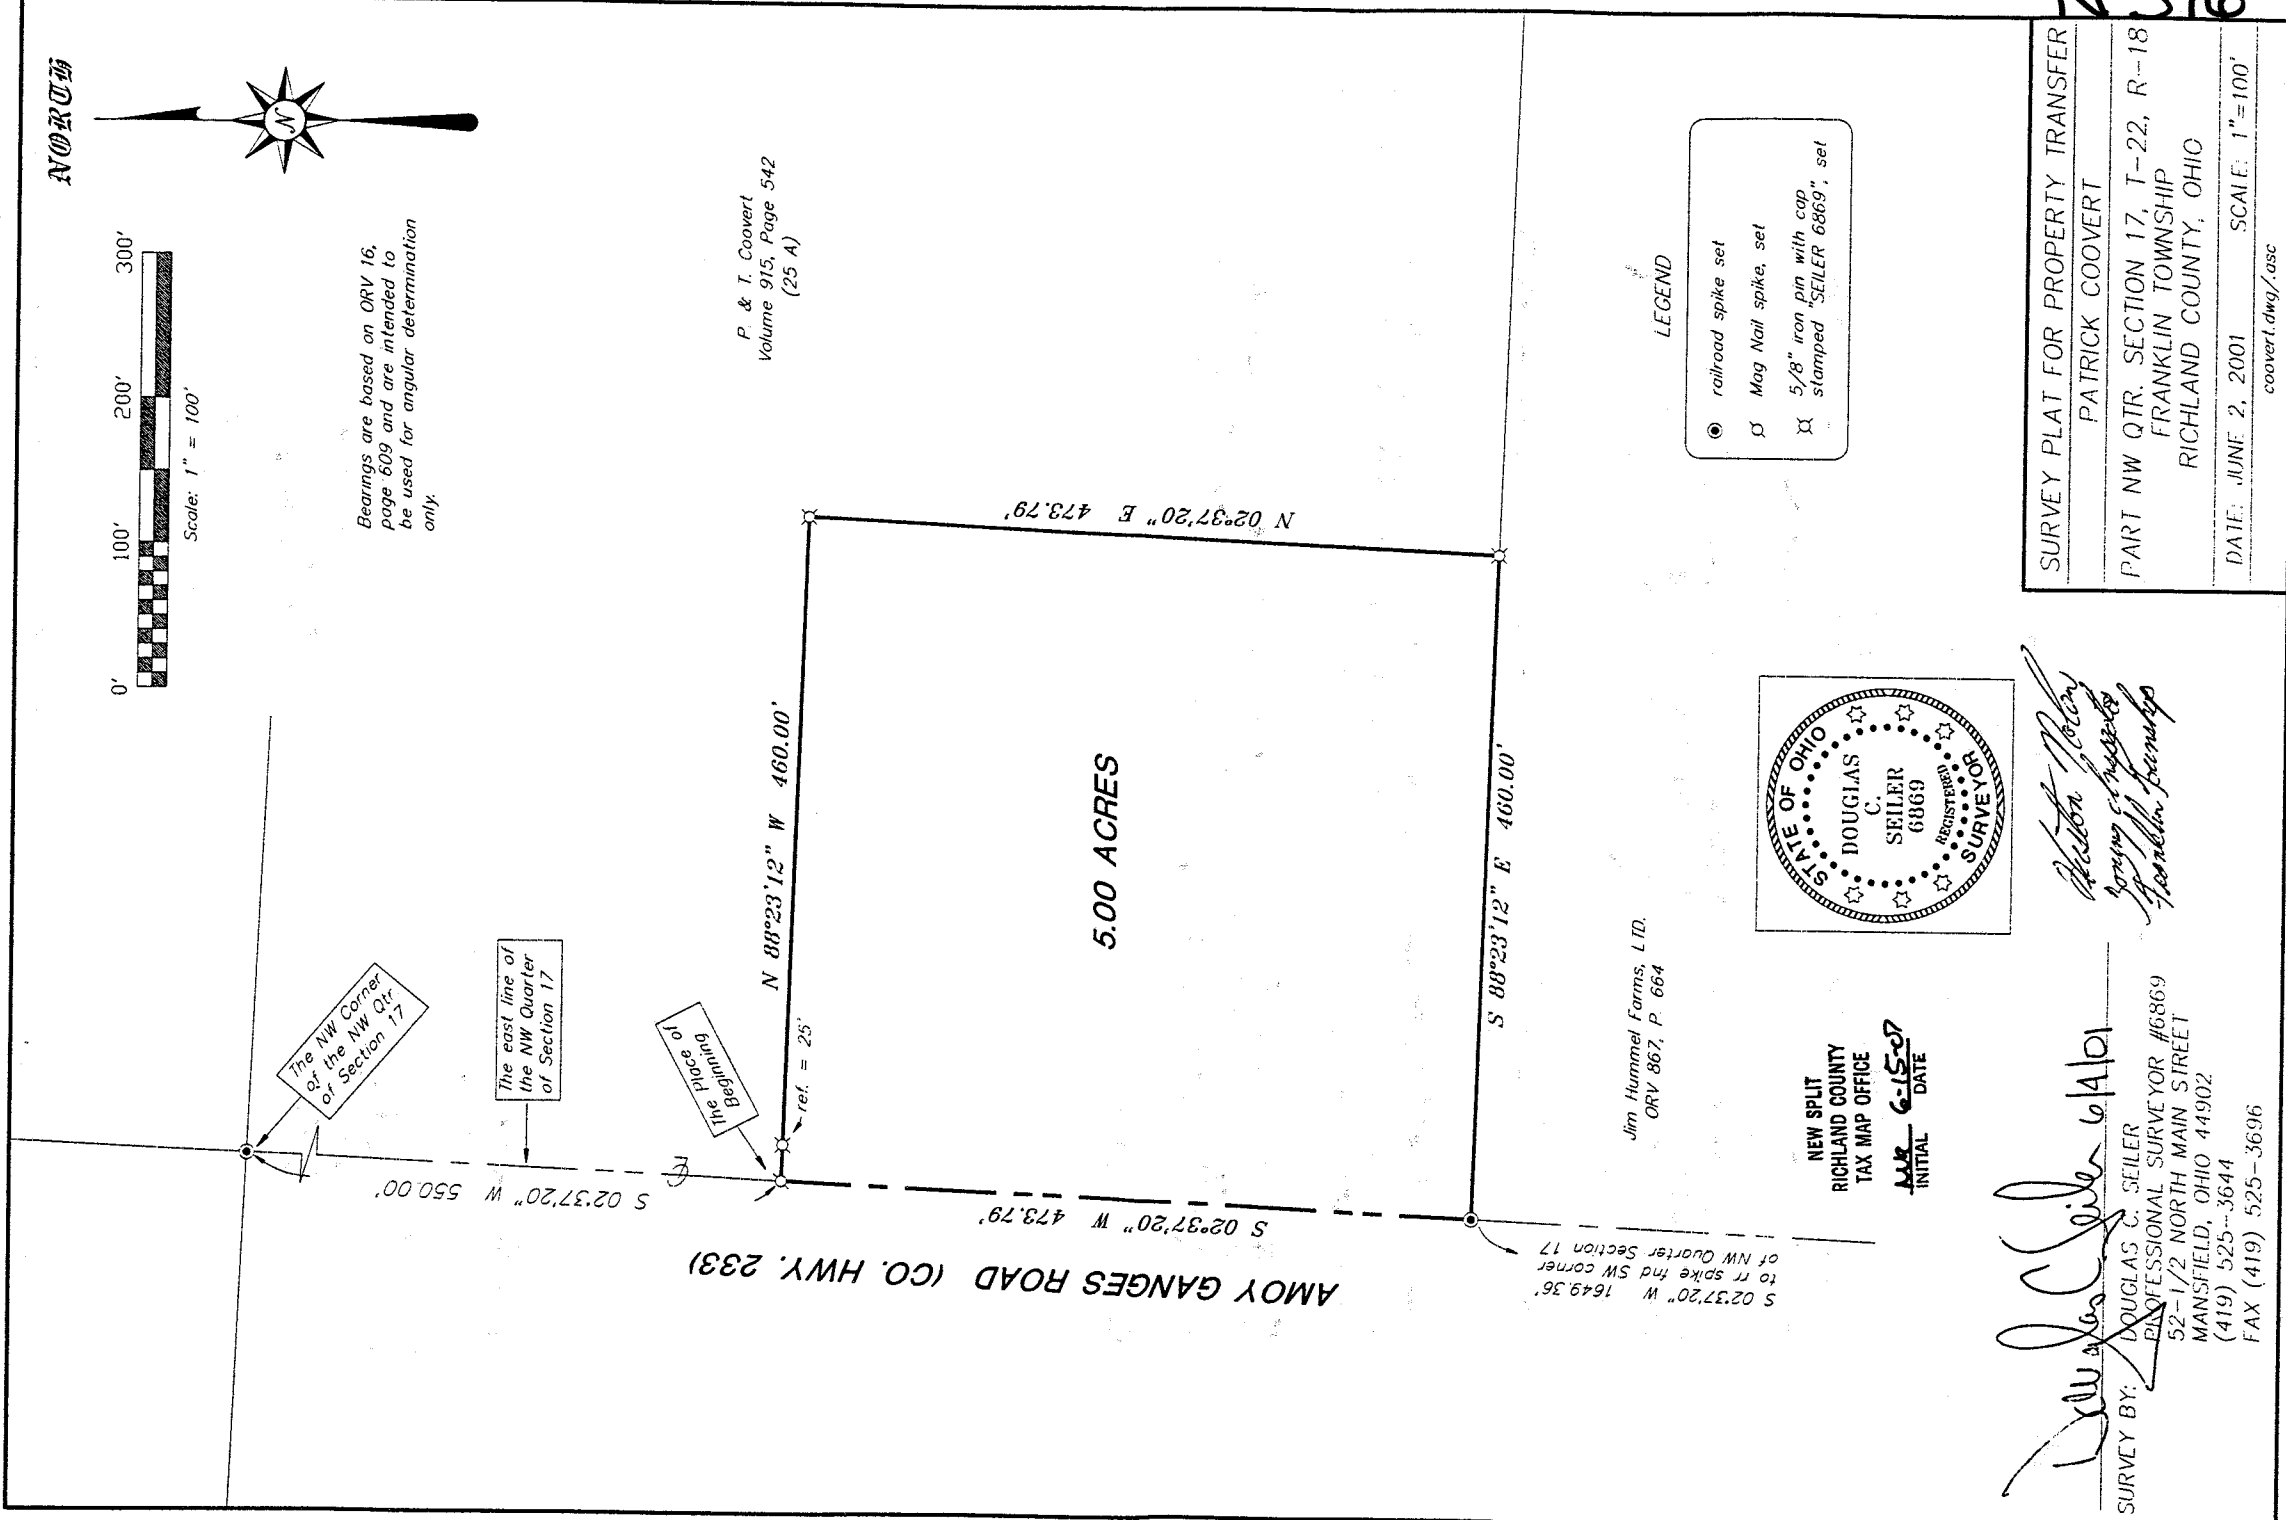 NORTH
N
0' 100' 200' 300'
Scale: 1" = 100'
Bearings are based on ORV 16,
page 609 and are intended to
be used for angular determination
only.
P. & T. Coovert
Volume 915, Page 542
(25 A)
The NW Corner
of the NW Qtr.
of Section 17
The east line of
the NW Quarter
of Section 17
The Place of
Beginning
ref. = 25'
S 02°37'20" W 550.00'
N 88°23'12" W 460.00'
N 02°37'20" E 473.79'
5.00 ACRES
S 02°37'20" W 473.79'
S 88°23'12" E 460.00'
AMOY GANGES ROAD (CO. HWY. 233)
S 02°37'20" W 1649.36'
to rr spike fnd SW corner
of NW Quarter Section 17
Jim Hummel Farms, LTD.
ORV 867, P. 664
LEGEND
railroad spike set
Mag Nail spike, set
5/8" iron pin with cap
stamped "SEILER 6869", set
NEW SPLIT
RICHLAND COUNTY
TAX MAP OFFICE
INITIAL DATE
STATE OF OHIO
DOUGLAS
C.
SEILER
6869
REGISTERED
SURVEYOR
Douglas C Seiler 6/4/01
SURVEY BY: DOUGLAS C. SEILER
PROFESSIONAL SURVEYOR #6869
52-1/2 NORTH MAIN STREET
MANSFIELD, OHIO 44902
(419) 525-3644
FAX (419) 525-3696
Zoning Inspector
Franklin Township
SURVEY PLAT FOR PROPERTY TRANSFER
PATRICK COOVERT
PART NW QTR. SECTION 17, T-22, R-18
FRANKLIN TOWNSHIP
RICHLAND COUNTY, OHIO
DATE: JUNE 2, 2001 SCALE: 1"=100'
coovert.dwg/.asc